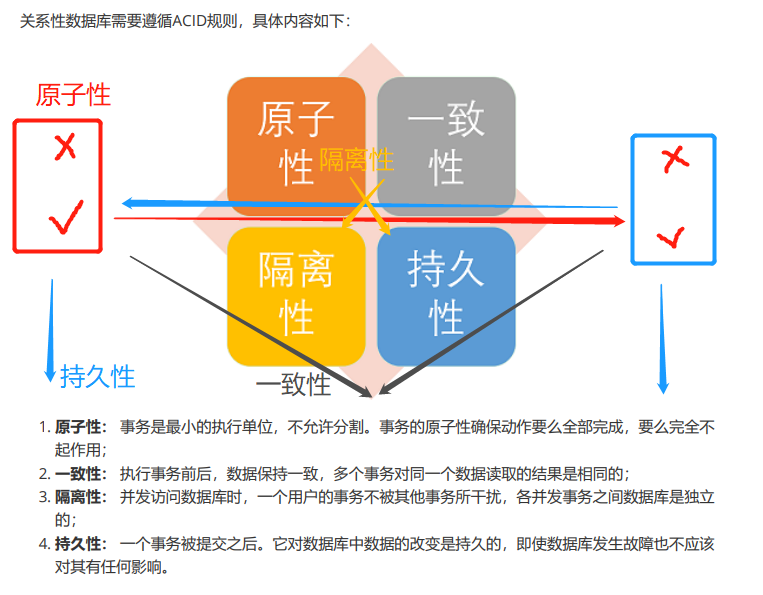 关系性数据库需要遵循ACID规则，具体内容如下：
原子性
原子
性
一致
性
隔离性
隔离
性
持久
性
持久性
一致性
1. 原子性： 事务是最小的执行单位，不允许分割。事务的原子性确保动作要么全部完成，要么完全不
起作用；
2. 一致性： 执行事务前后，数据保持一致，多个事务对同一个数据读取的结果是相同的；
3. 隔离性： 并发访问数据库时，一个用户的事务不被其他事务所干扰，各并发事务之间数据库是独立
的；
4. 持久性： 一个事务被提交之后。它对数据库中数据的改变是持久的，即使数据库发生故障也不应该
对其有任何影响。